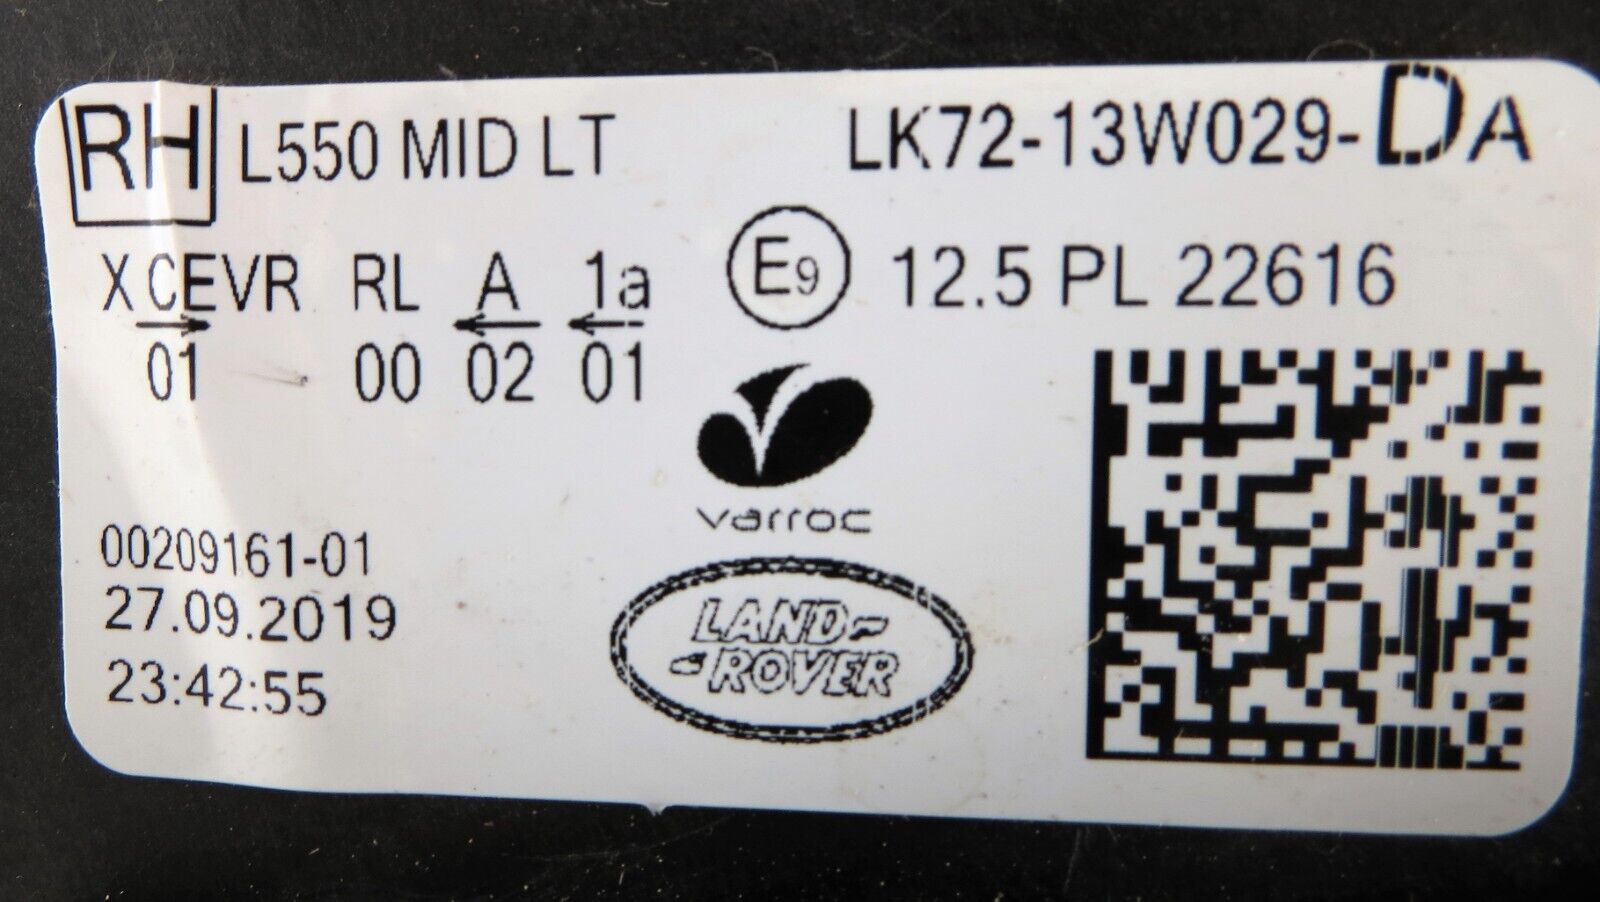 RH L550 MID LT LK72-13W029-DA
X CEVR RL A 1a E9 12.5 PL 22616
01 00 02 01
varroc
00209161-01
27.09.2019
23:42:55
LAND-
-ROVER